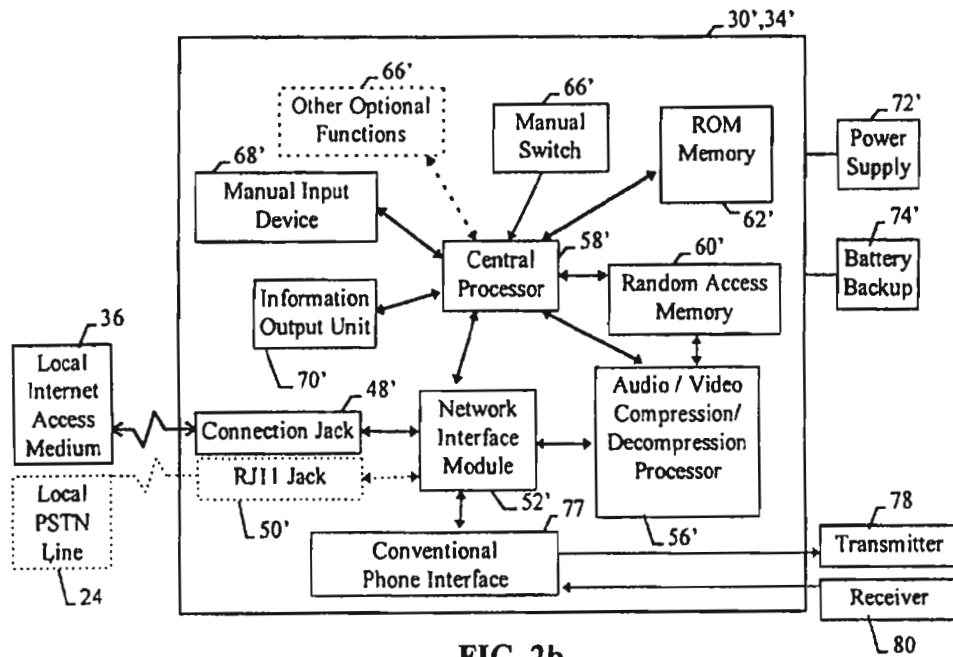 30',34'
66'
Other Optional
Functions
66'
Manual
Switch
ROM
Memory
62'
72'
Power
Supply
68'
Manual Input
Device
74'
Battery
Backup
58'
Central
Processor
60'
Random Access
Memory
Information
Output Unit
70'
36
Local
Internet
Access
Medium
48'
Connection Jack
RJ11 Jack
50'
Network
Interface
Module
52'
Audio / Video
Compression/
Decompression
Processor
56'
Local
PSTN
Line
24
77
Conventional
Phone Interface
78
Transmitter
Receiver
80
FIG. 2b